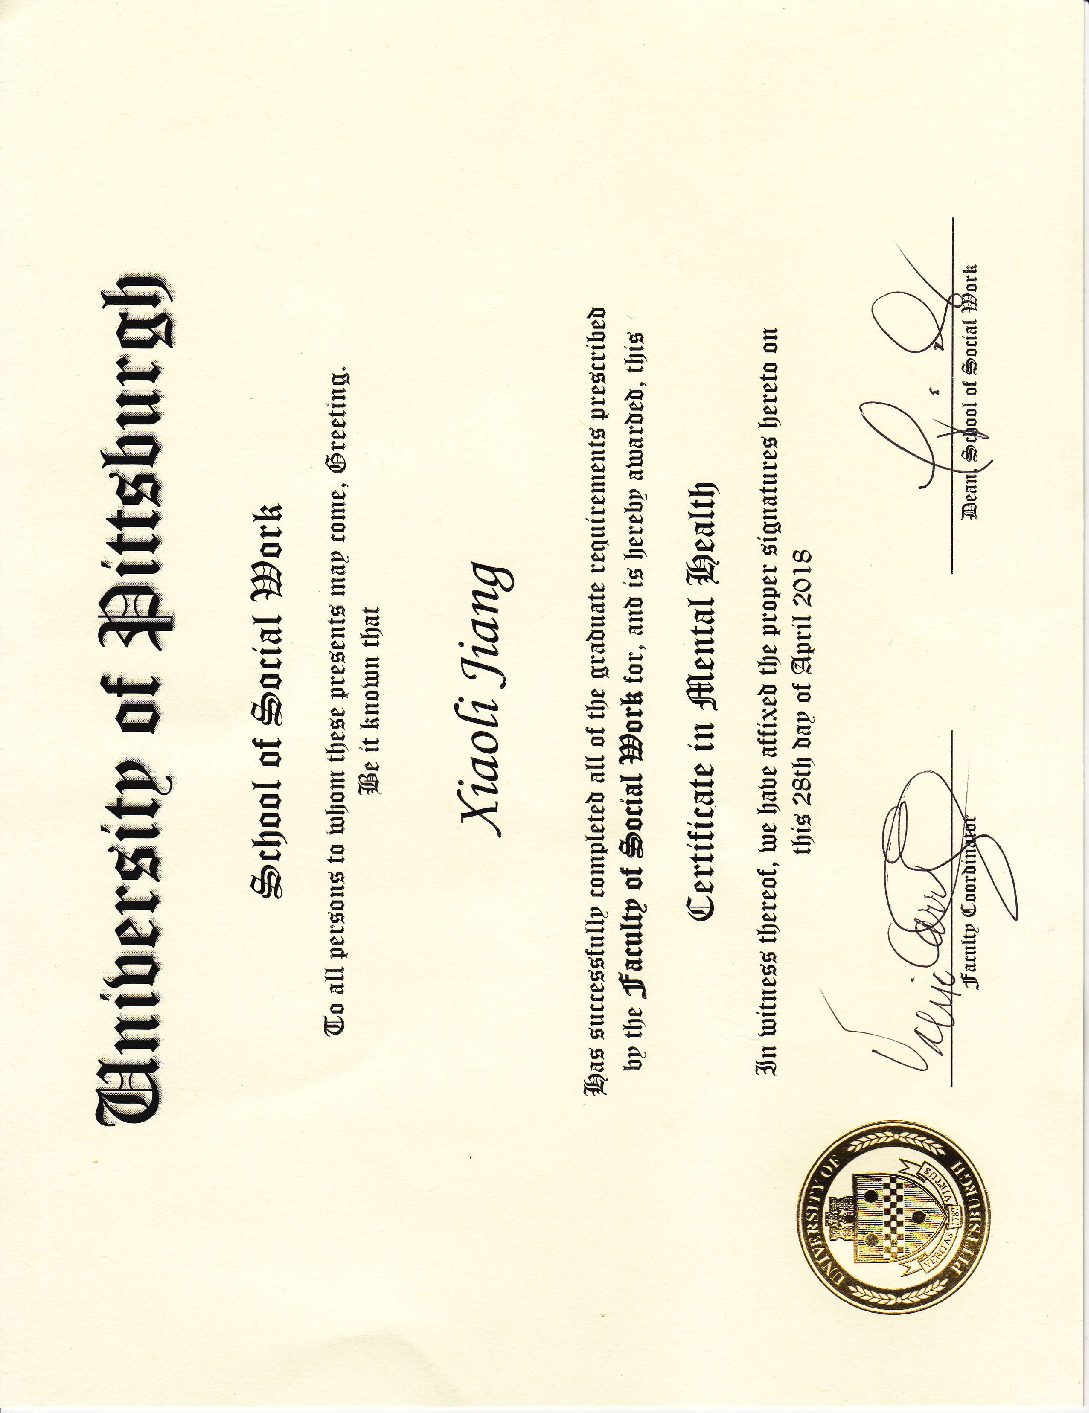 University of Pittsburgh
School of Social Work
To all persons to whom these presents may come, Greeting.
Be it known that
Xiaoli Jiang
Has successfully completed all of the graduate requirements prescribed
by the Faculty of Social Work for, and is hereby awarded, this
Certificate in Mental Health
In witness thereof, we have affixed the proper signatures hereto on
this 28th day of April 2018
Faculty Coordinator
Dean, School of Social Work
UNIVERSITY OF PITTSBURGH
VERITAS VIRTUS